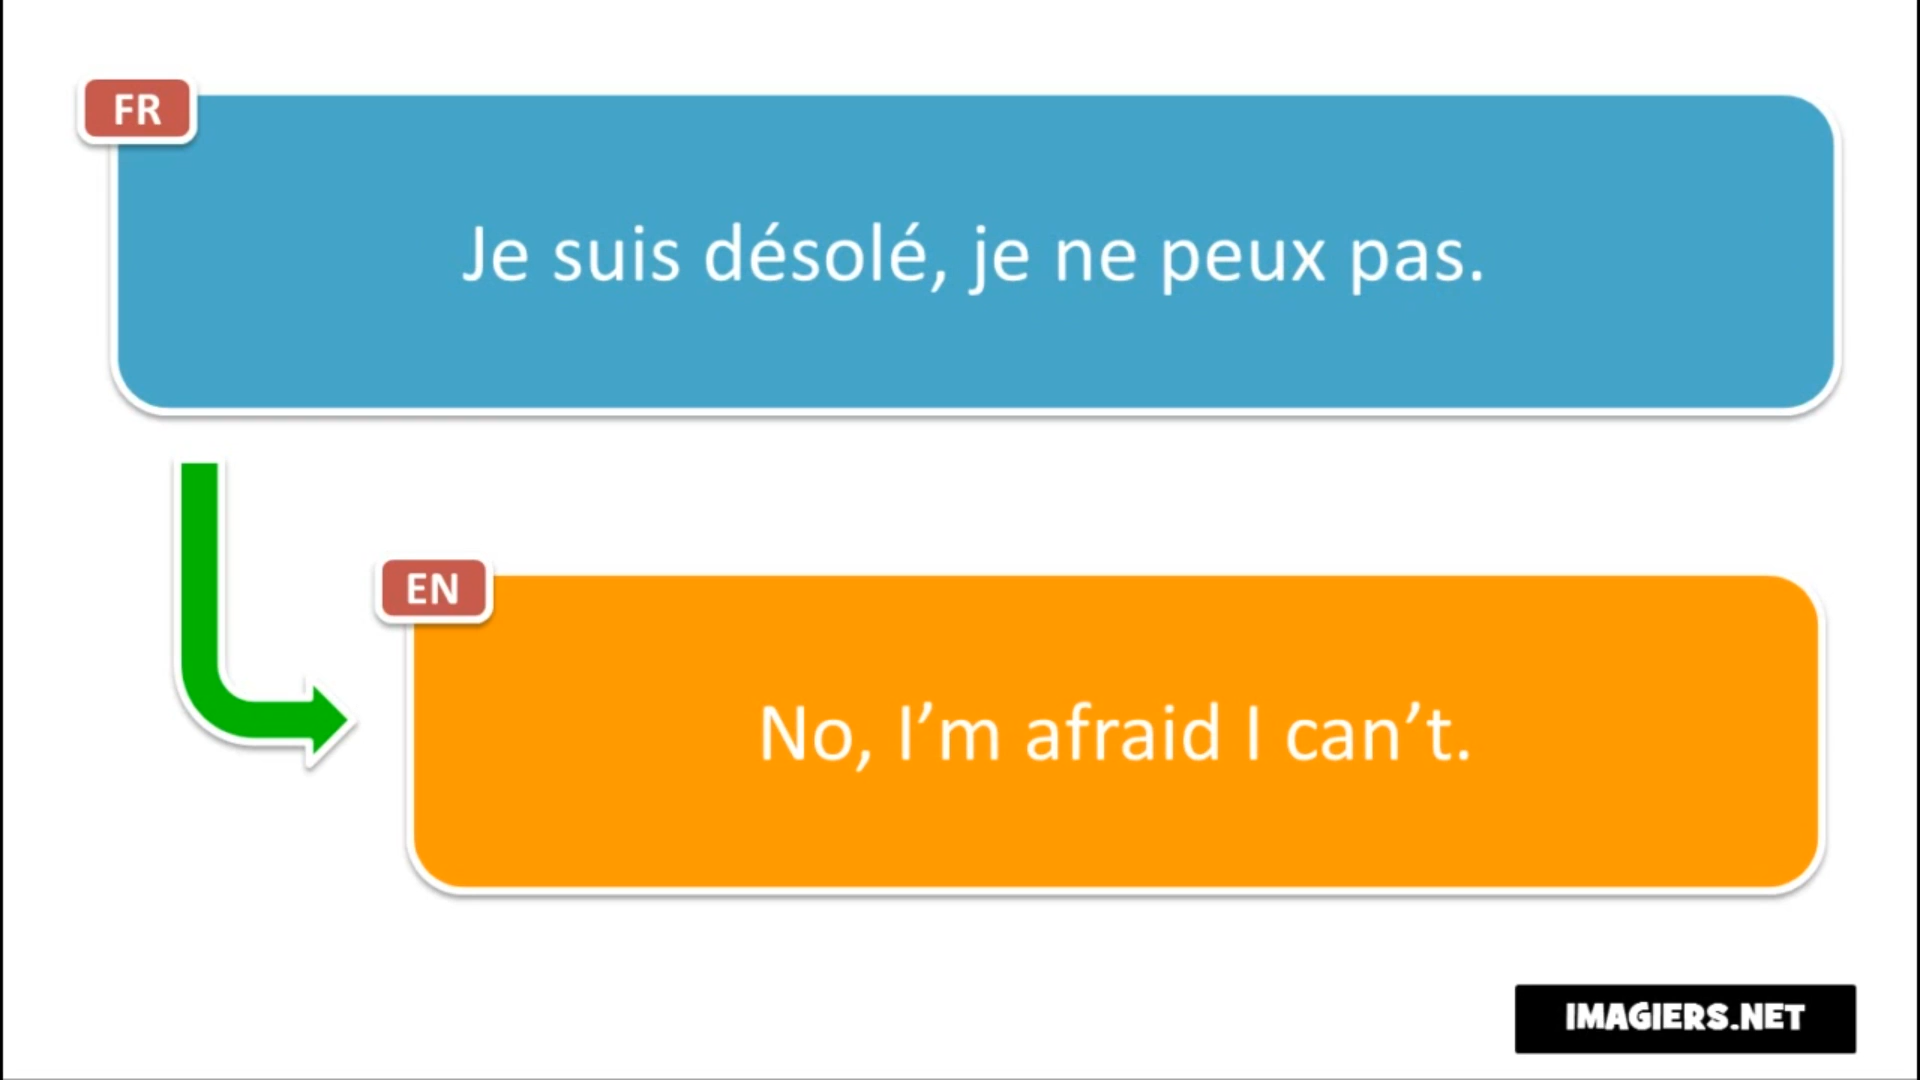 FR
Je suis désolé, je ne peux pas.
EN
No, I’m afraid I can’t.
IMAGIERS.NET